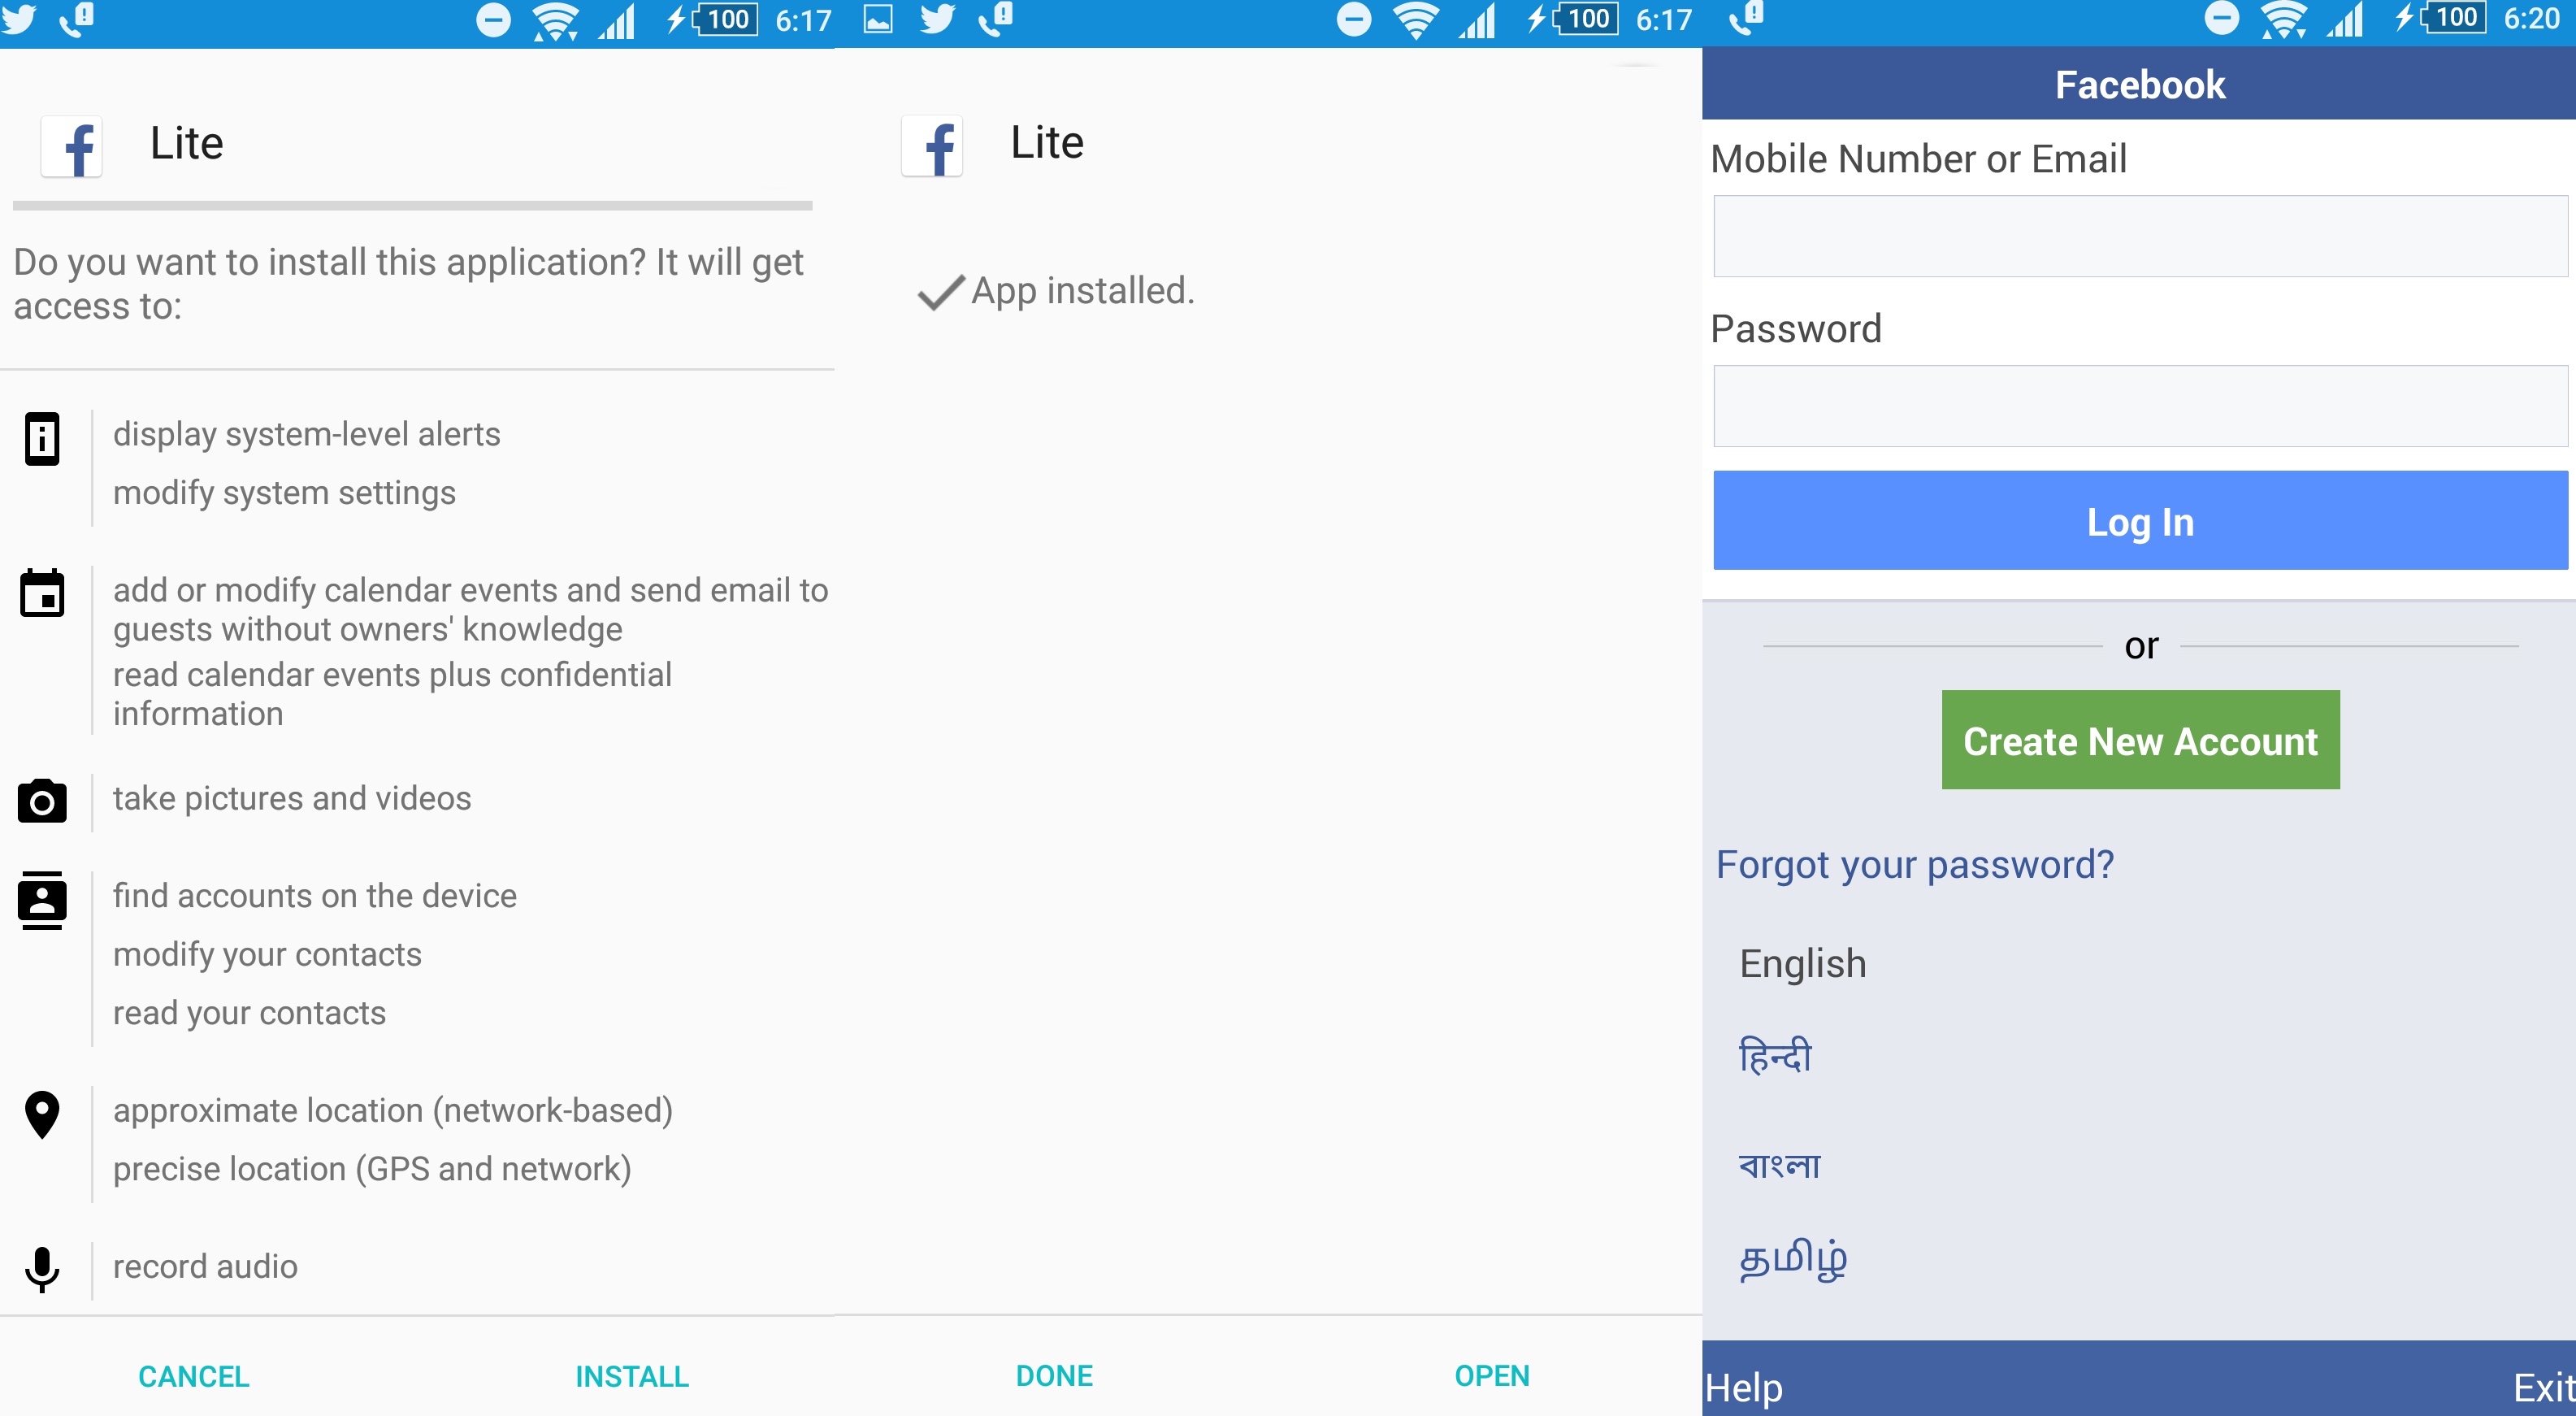 100 6:17
Lite
Do you want to install this application? It will get
access to:
display system-level alerts
modify system settings
add or modify calendar events and send email to
guests without owners' knowledge
read calendar events plus confidential
information
take pictures and videos
find accounts on the device
modify your contacts
read your contacts
approximate location (network-based)
precise location (GPS and network)
record audio
CANCEL INSTALL
100 6:17
Lite
App installed.
DONE OPEN
100 6:20
Facebook
Mobile Number or Email
Password
Log In
or
Create New Account
Forgot your password?
English
हिन्दी
বাংলা
தமிழ்
Help Exit